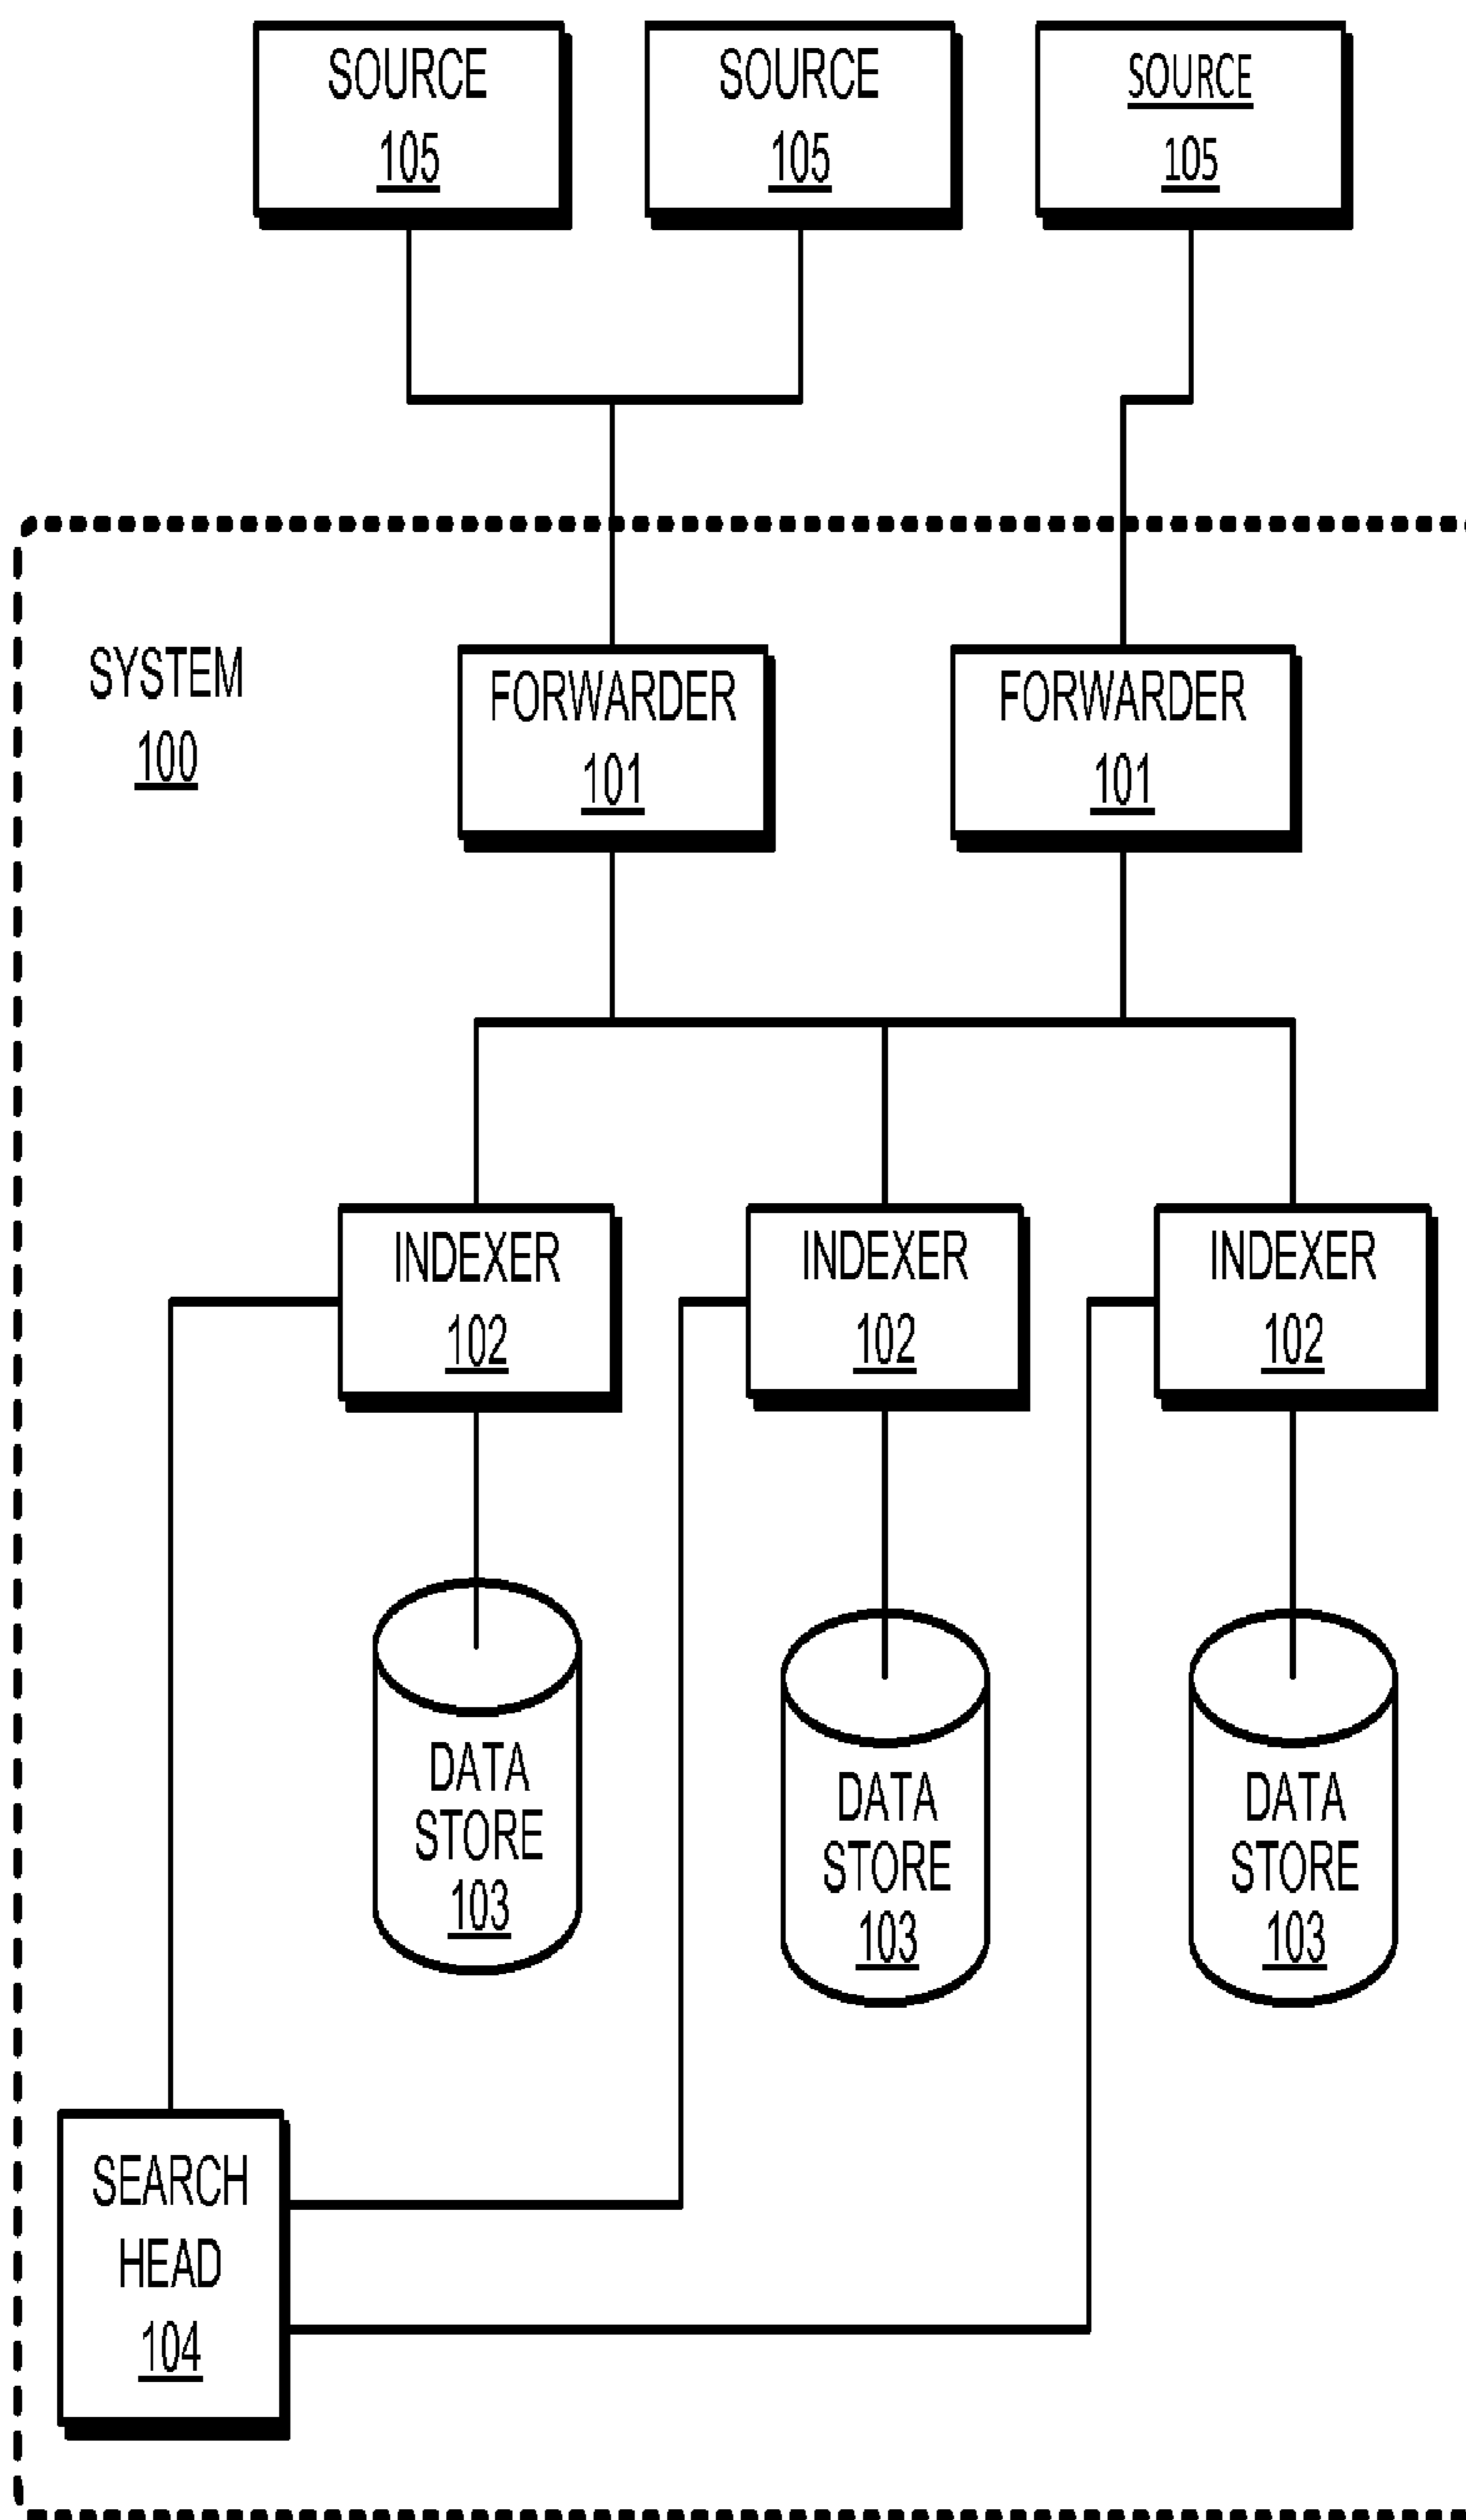 SOURCE
105
SOURCE
105
SOURCE
105
SYSTEM
100
FORWARDER
101
FORWARDER
101
INDEXER
102
INDEXER
102
INDEXER
102
DATA
STORE
103
DATA
STORE
103
DATA
STORE
103
SEARCH
HEAD
104